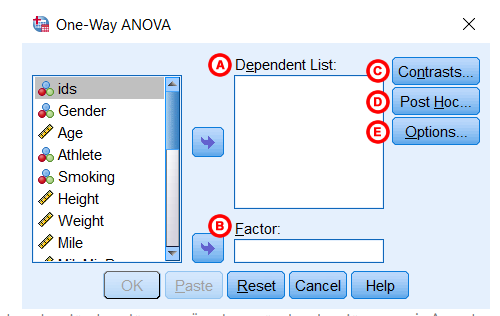 One-Way ANOVA
A Dependent List:
ids
Gender
Age
Athlete
Smoking
Height
Weight
Mile
C Contrasts...
D Post Hoc...
E Options...
B Factor:
OK Paste Reset Cancel Help